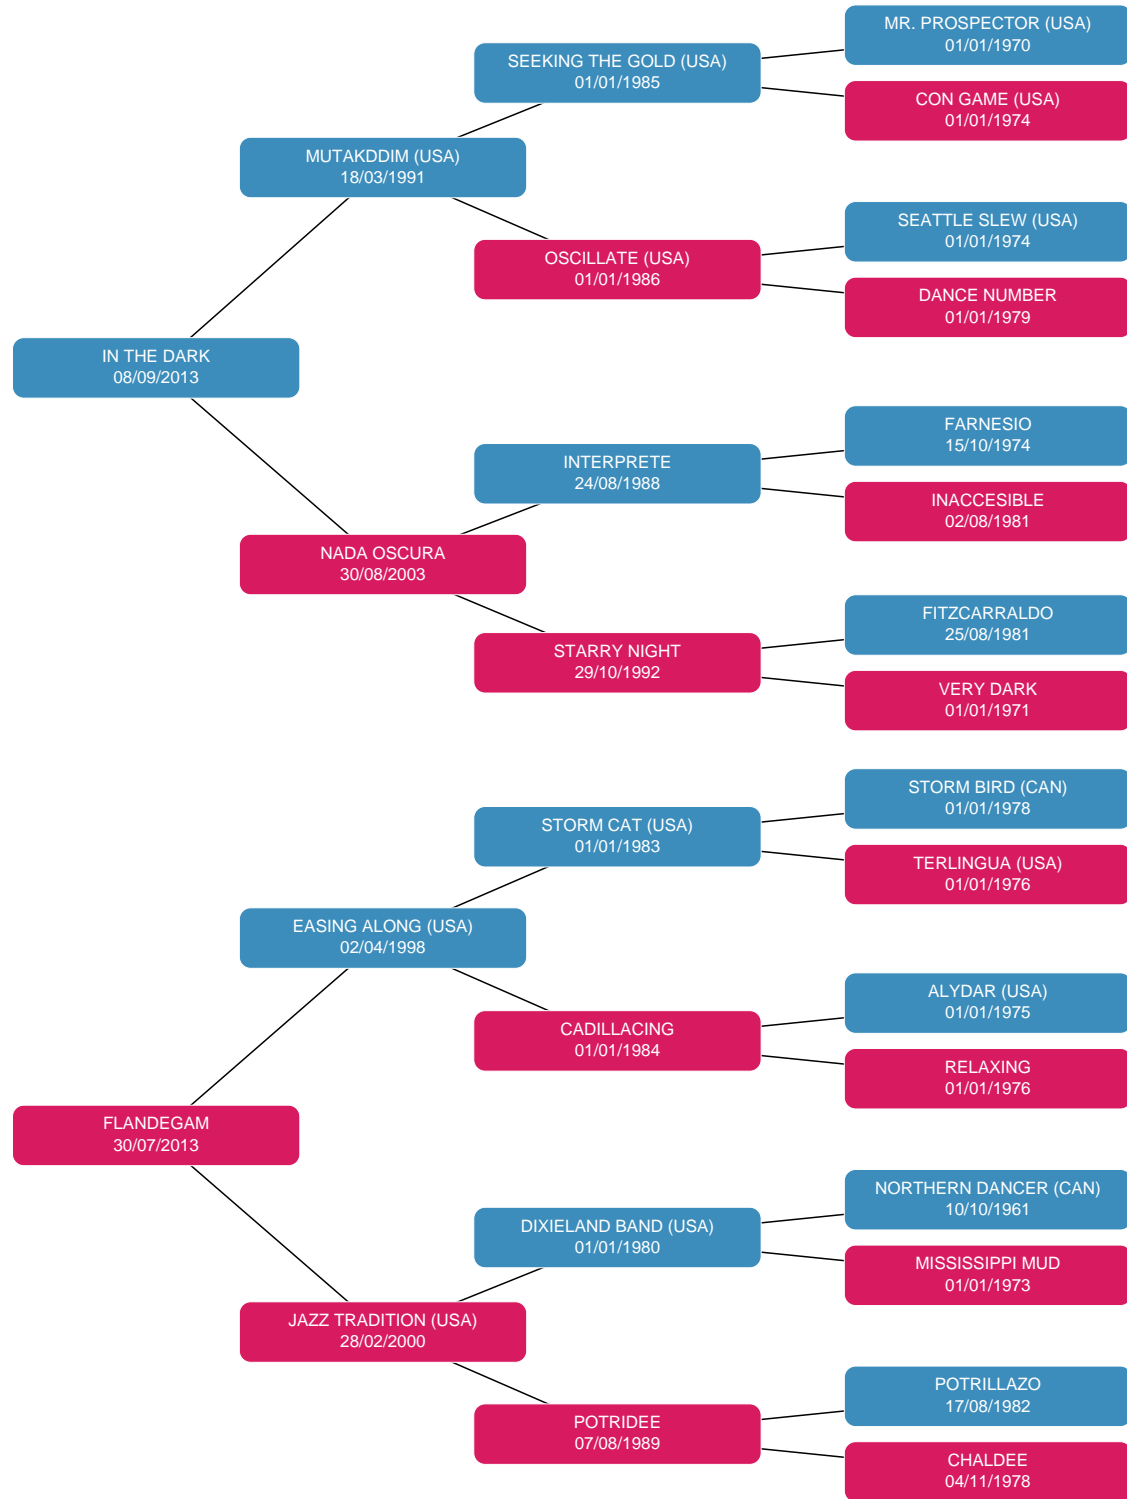 MR. PROSPECTOR (USA)
01/01/1970
SEEKING THE GOLD (USA)
01/01/1985
CON GAME (USA)
01/01/1974
MUTAKDDIM (USA)
18/03/1991
SEATTLE SLEW (USA)
01/01/1974
OSCILLATE (USA)
01/01/1986
DANCE NUMBER
01/01/1979
IN THE DARK
08/09/2013
FARNESIO
15/10/1974
INTERPRETE
24/08/1988
INACCESIBLE
02/08/1981
NADA OSCURA
30/08/2003
FITZCARRALDO
25/08/1981
STARRY NIGHT
29/10/1992
VERY DARK
01/01/1971
STORM BIRD (CAN)
01/01/1978
STORM CAT (USA)
01/01/1983
TERLINGUA (USA)
01/01/1976
EASING ALONG (USA)
02/04/1998
ALYDAR (USA)
01/01/1975
CADILLACING
01/01/1984
RELAXING
01/01/1976
FLANDEGAM
30/07/2013
NORTHERN DANCER (CAN)
10/10/1961
DIXIELAND BAND (USA)
01/01/1980
MISSISSIPPI MUD
01/01/1973
JAZZ TRADITION (USA)
28/02/2000
POTRILLAZO
17/08/1982
POTRIDEE
07/08/1989
CHALDEE
04/11/1978